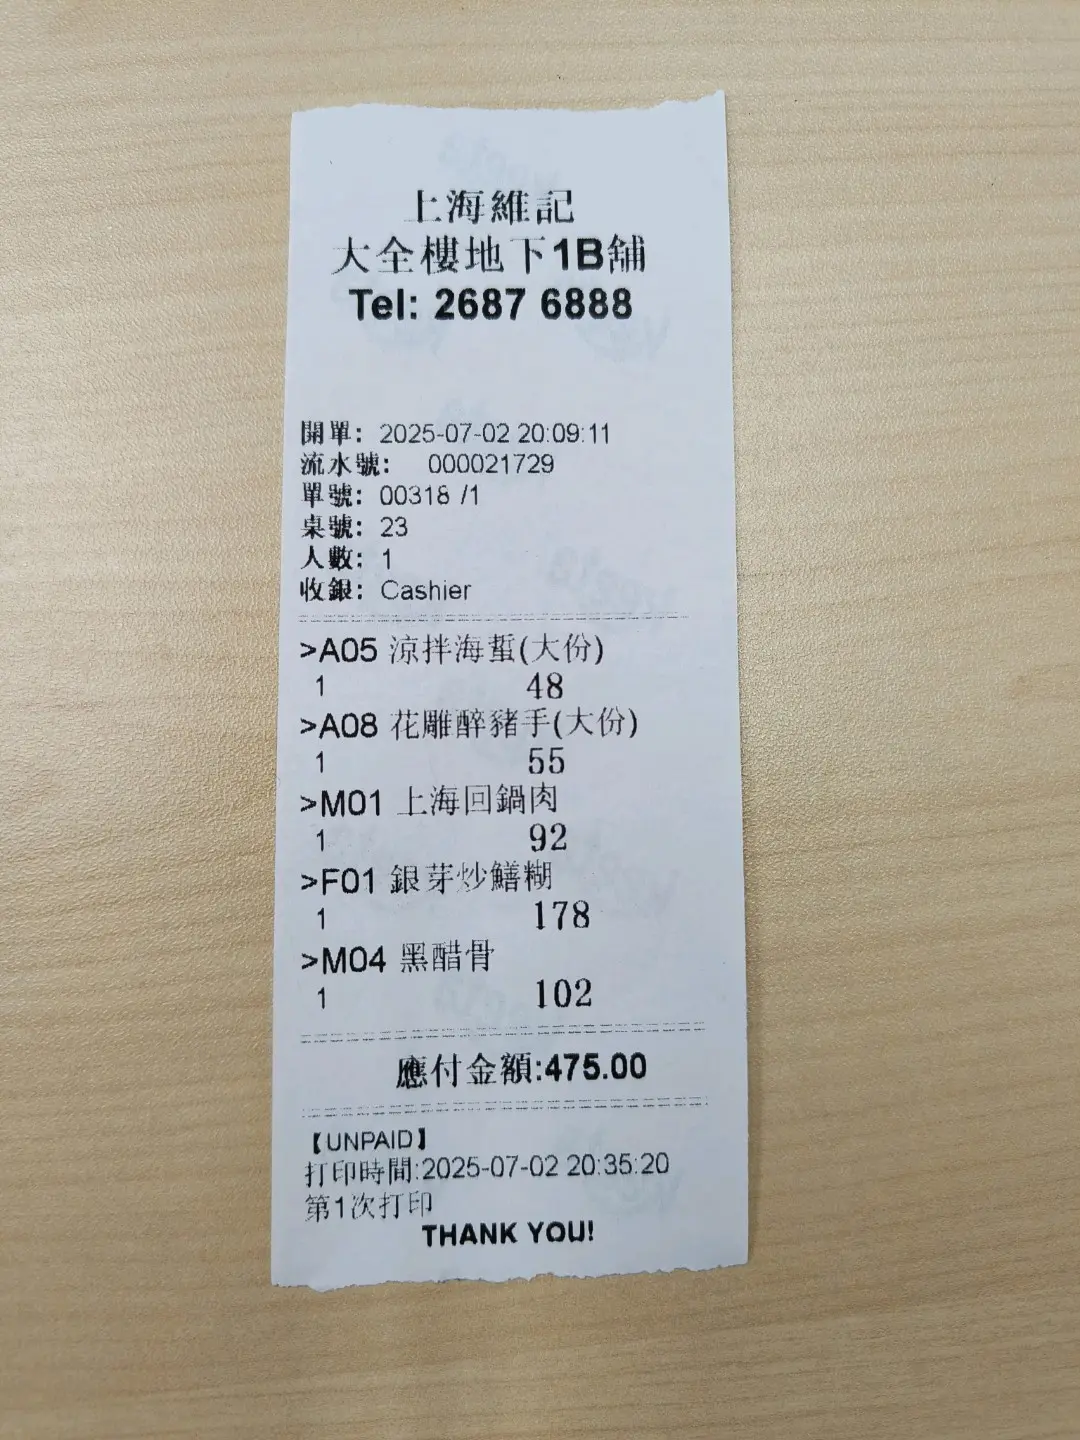 上海維記
大全樓地下1B舖
Tel: 2687 6888
開單: 2025-07-02 20:09:11
流水號: 000021729
單號: 00318 /1
桌號: 23
人數: 1
收銀: Cashier
>A05 涼拌海蜇(大份)
1 48
>A08 花雕醉豬手(大份)
1 55
>M01 上海回鍋肉
1 92
>F01 銀芽炒鱔糊
1 178
>M04 黑醋骨
1 102
應付金額:475.00
【UNPAID】
打印時間:2025-07-02 20:35:20
第1次打印
THANK YOU!